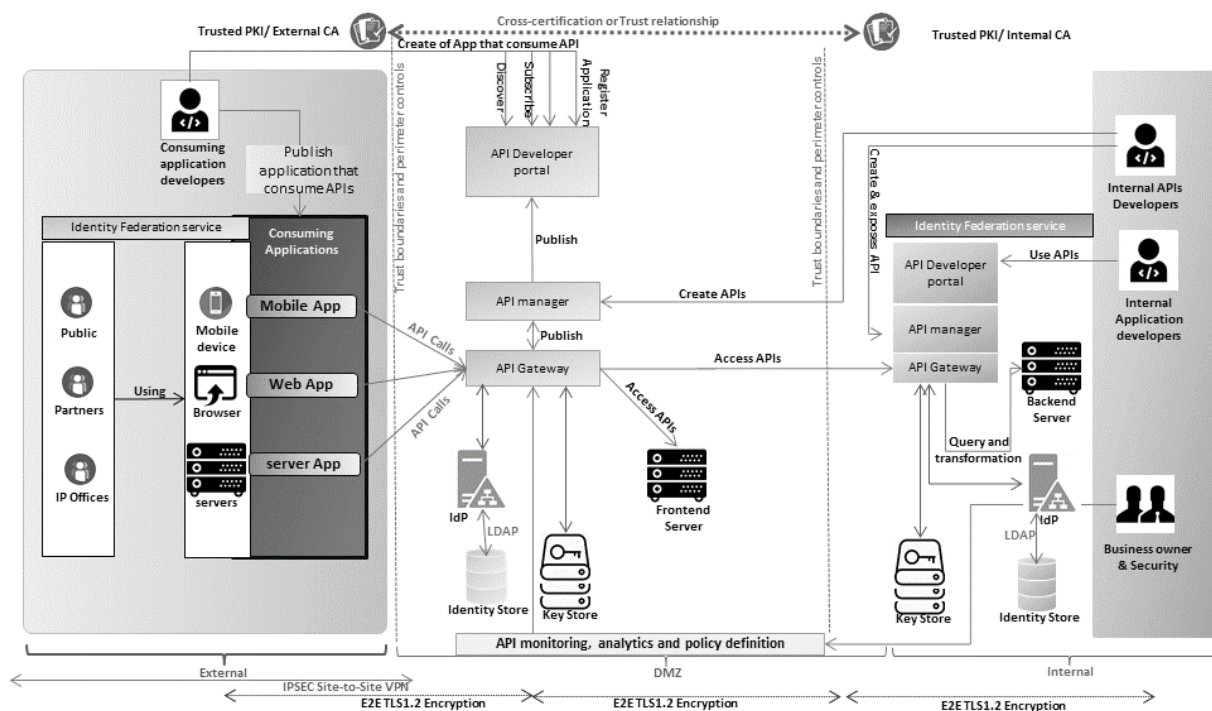 Cross-certification or Trust relationship
Trusted PKI/ External CA
Trusted PKI/ Internal CA
Create of App that consume API
Discover
Subscribe
Register
Application
Trust boundaries and perimeter controls
Trust boundaries and perimeter controls
Consuming
application
developers
Publish
application that
consume APIs
API Developer
portal
Create & exposes API
Internal APIs
Developers
Identity Federation service
Consuming
Applications
Identity Federation service
Publish
API Developer
portal
Use APIs
Internal
Application
developers
Public
Mobile
device
Mobile App
API manager
Create APIs
API manager
API Calls
Publish
Partners
Using
Browser
Web App
API Gateway
Access APIs
API Gateway
Backend
Server
API Calls
Access APIs
Query and
transformation
IP Offices
servers
server App
IdP
Frontend
Server
IdP
LDAP
LDAP
Business owner
& Security
Identity Store
Key Store
Key Store
Identity Store
API monitoring, analytics and policy definition
External
DMZ
Internal
IPSEC Site-to-Site VPN
E2E TLS1.2 Encryption
E2E TLS1.2 Encryption
E2E TLS1.2 Encryption